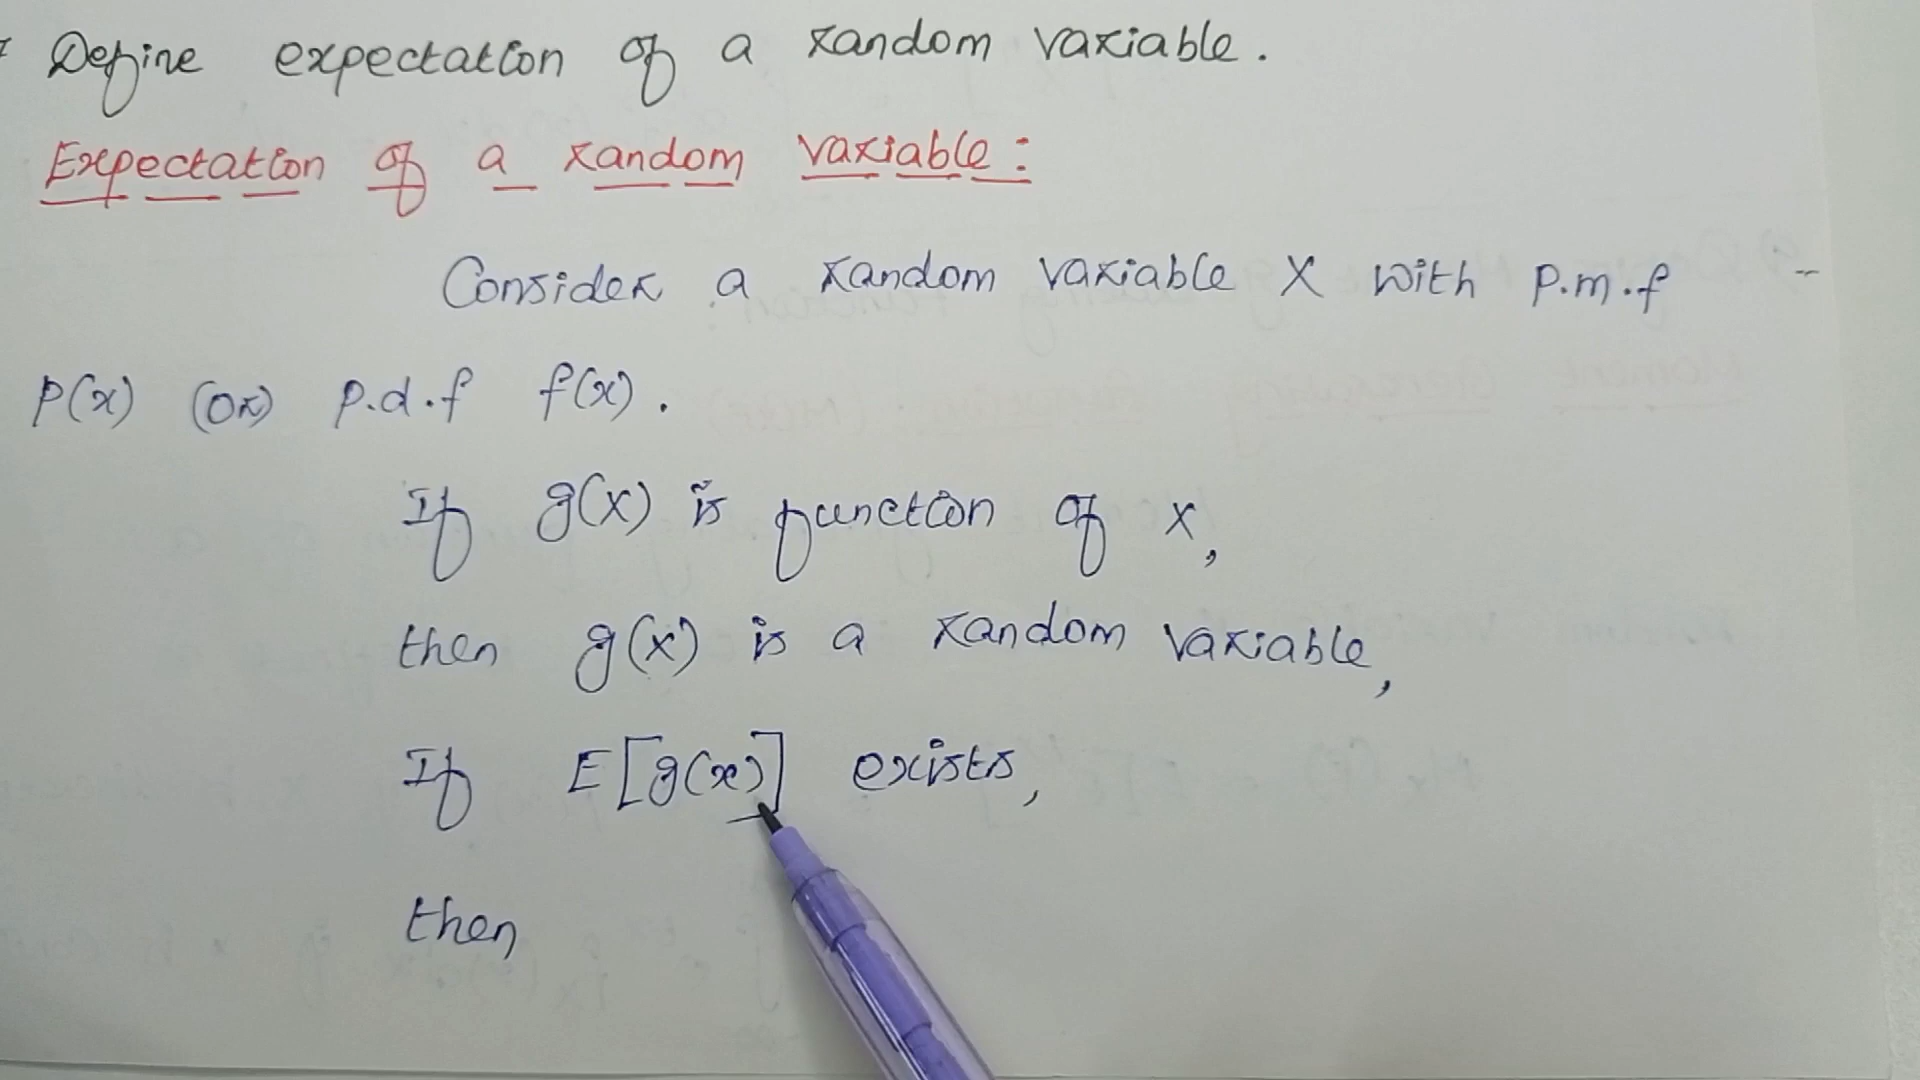 Define expectation of a random variable.
Expectation of a random variable:
Consider a random variable X with p.m.f -
P(x) (or) p.d.f f(x).
If g(x) is function of x,
then g(x) is a random variable,
If E[g(x)] exists,
then